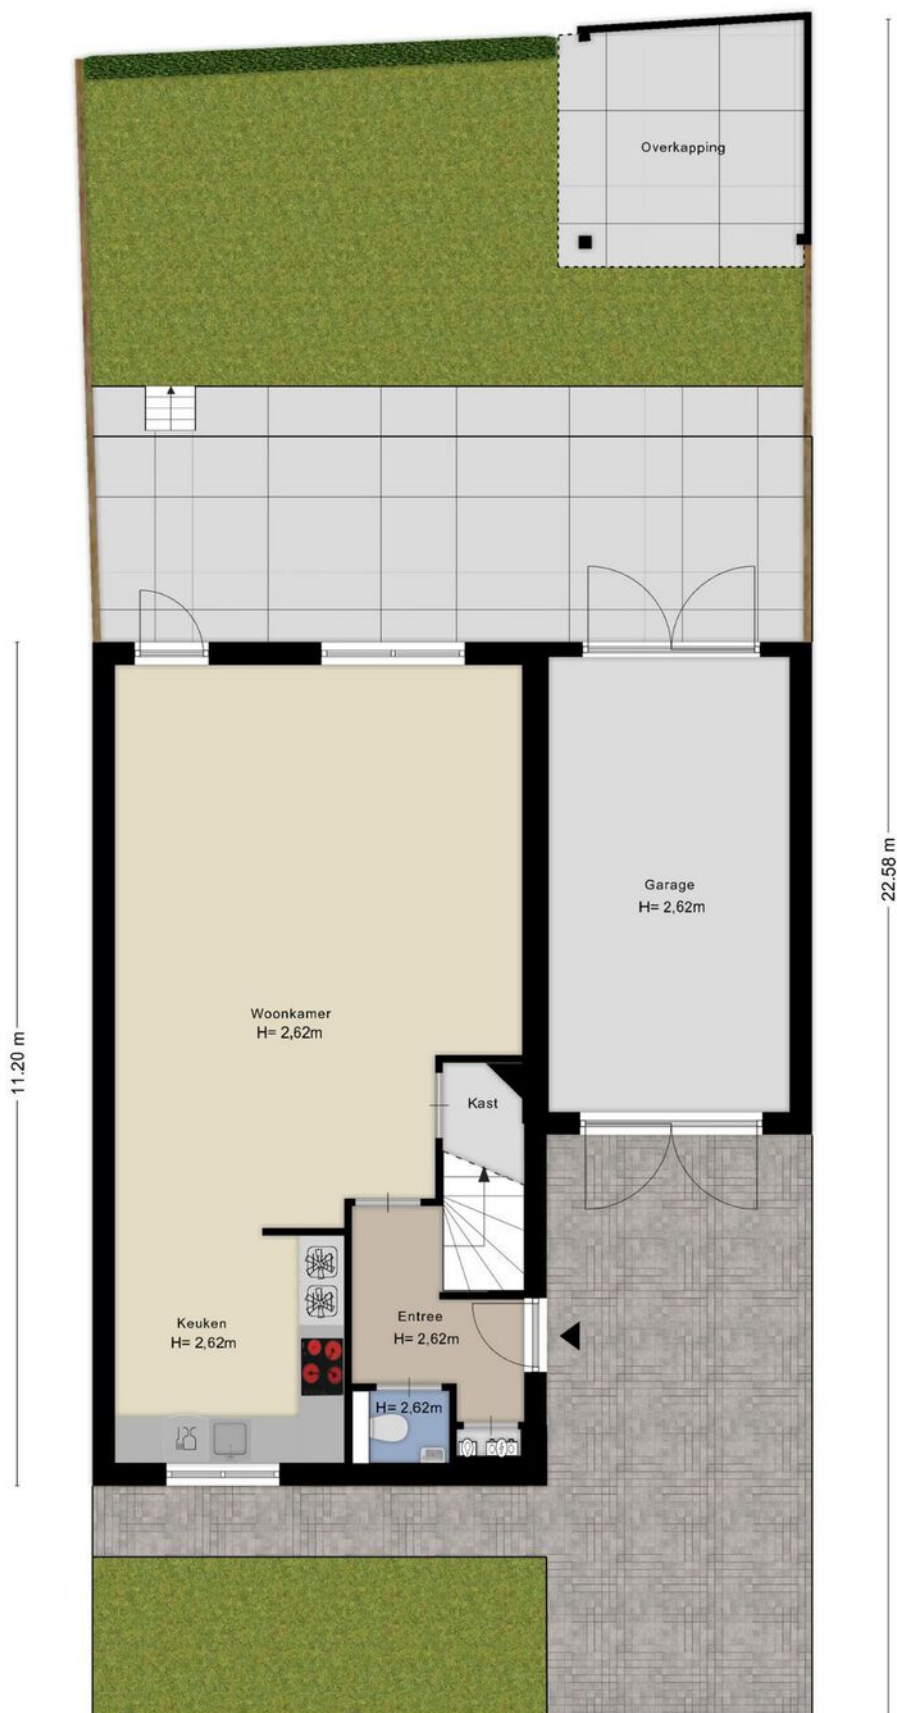 Overkapping
22.58 m
Garage
H= 2,62m
Woonkamer
H= 2,62m
11.20 m
Kast
Keuken
H= 2,62m
Entree
H= 2,62m
H= 2,62m